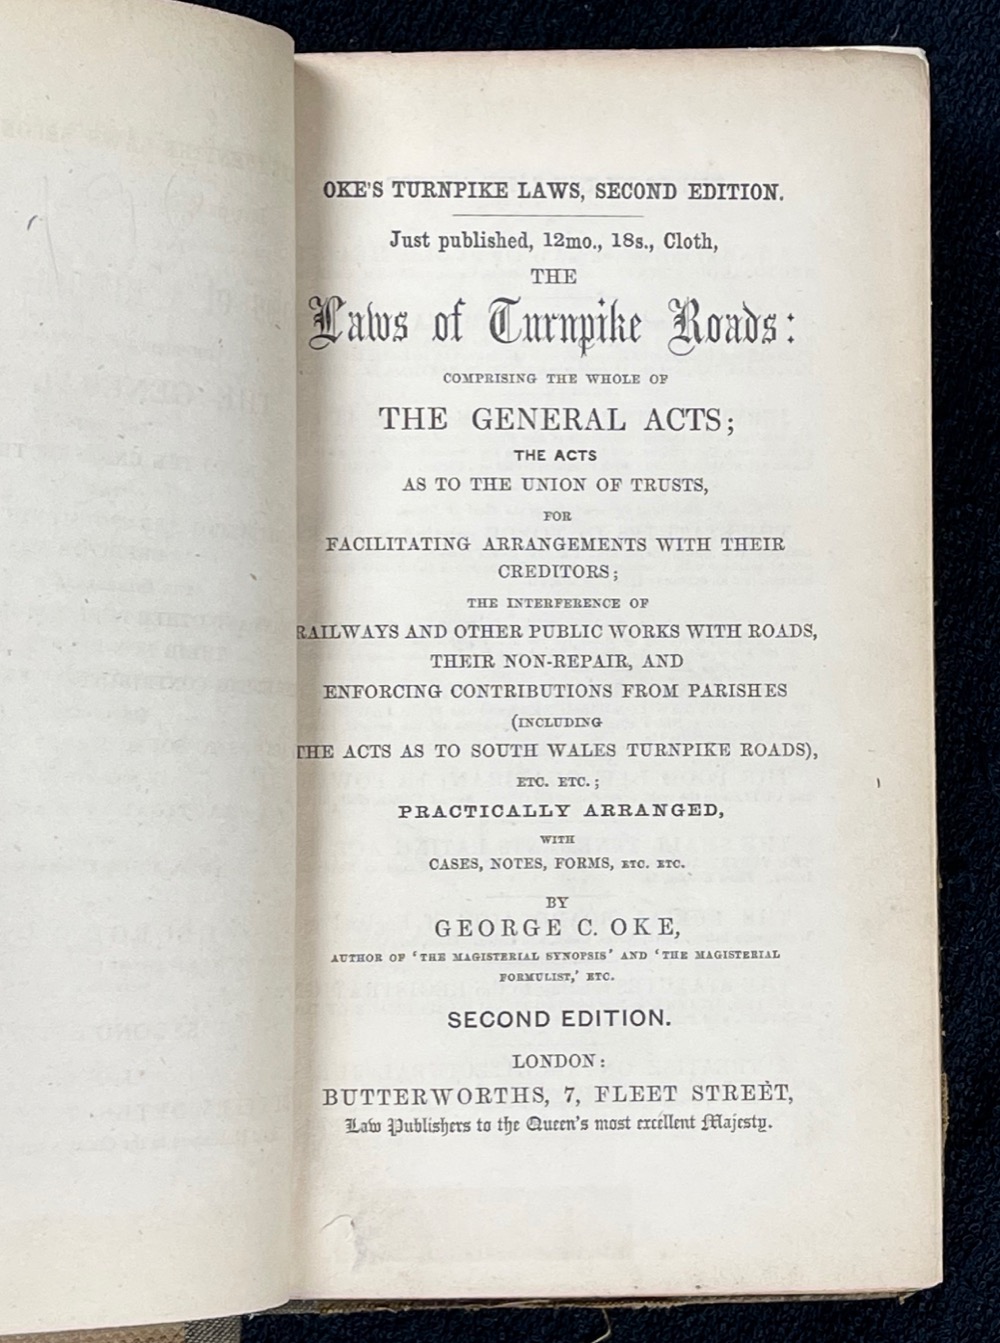 OKE'S TURNPIKE LAWS, SECOND EDITION.
Just published, 12mo., 18s., Cloth,
THE
Laws of Turnpike Roads:
COMPRISING THE WHOLE OF
THE GENERAL ACTS;
THE ACTS
AS TO THE UNION OF TRUSTS,
FOR
FACILITATING ARRANGEMENTS WITH THEIR
CREDITORS;
THE INTERFERENCE OF
RAILWAYS AND OTHER PUBLIC WORKS WITH ROADS,
THEIR NON-REPAIR, AND
ENFORCING CONTRIBUTIONS FROM PARISHES
(INCLUDING
THE ACTS AS TO SOUTH WALES TURNPIKE ROADS),
ETC. ETC.;
PRACTICALLY ARRANGED,
WITH
CASES, NOTES, FORMS, ETC. ETC.
BY
GEORGE C. OKE,
AUTHOR OF 'THE MAGISTERIAL SYNOPSIS' AND 'THE MAGISTERIAL
FORMULIST,' ETC.
SECOND EDITION.
LONDON:
BUTTERWORTHS, 7, FLEET STREET,
Law Publishers to the Queen's most excellent Majesty.